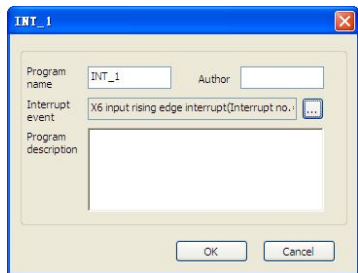 INT_1
Program name
INT_1
Author
Interrupt event
X6 input rising edge interrupt(Interrupt no.
...
Program description
OK
Cancel